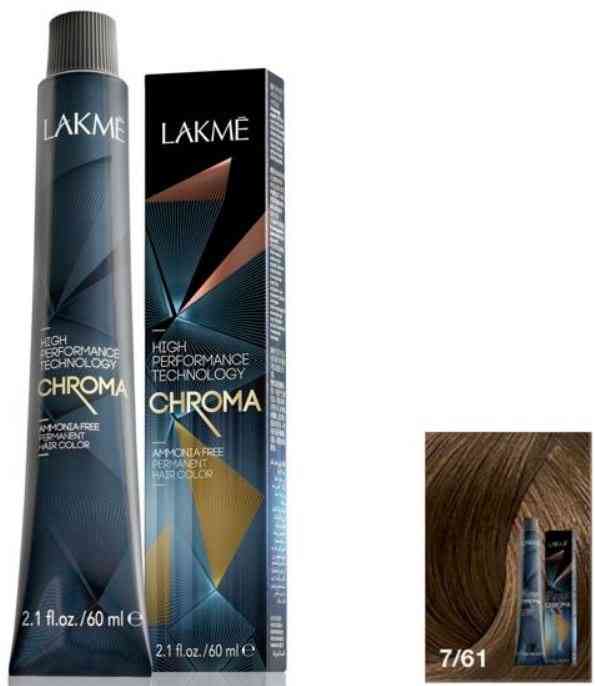 LAKMĒ
HIGH
PERFORMANCE
TECHNOLOGY
CHROMA
AMMONIA-FREE
PERMANENT
HAIR COLOR
2.1 fl.oz./60 ml ℮
LAKMĒ
HIGH
PERFORMANCE
TECHNOLOGY
CHROMA
AMMONIA-FREE
PERMANENT
HAIR COLOR
2.1 fl.oz./60 ml ℮
7/61